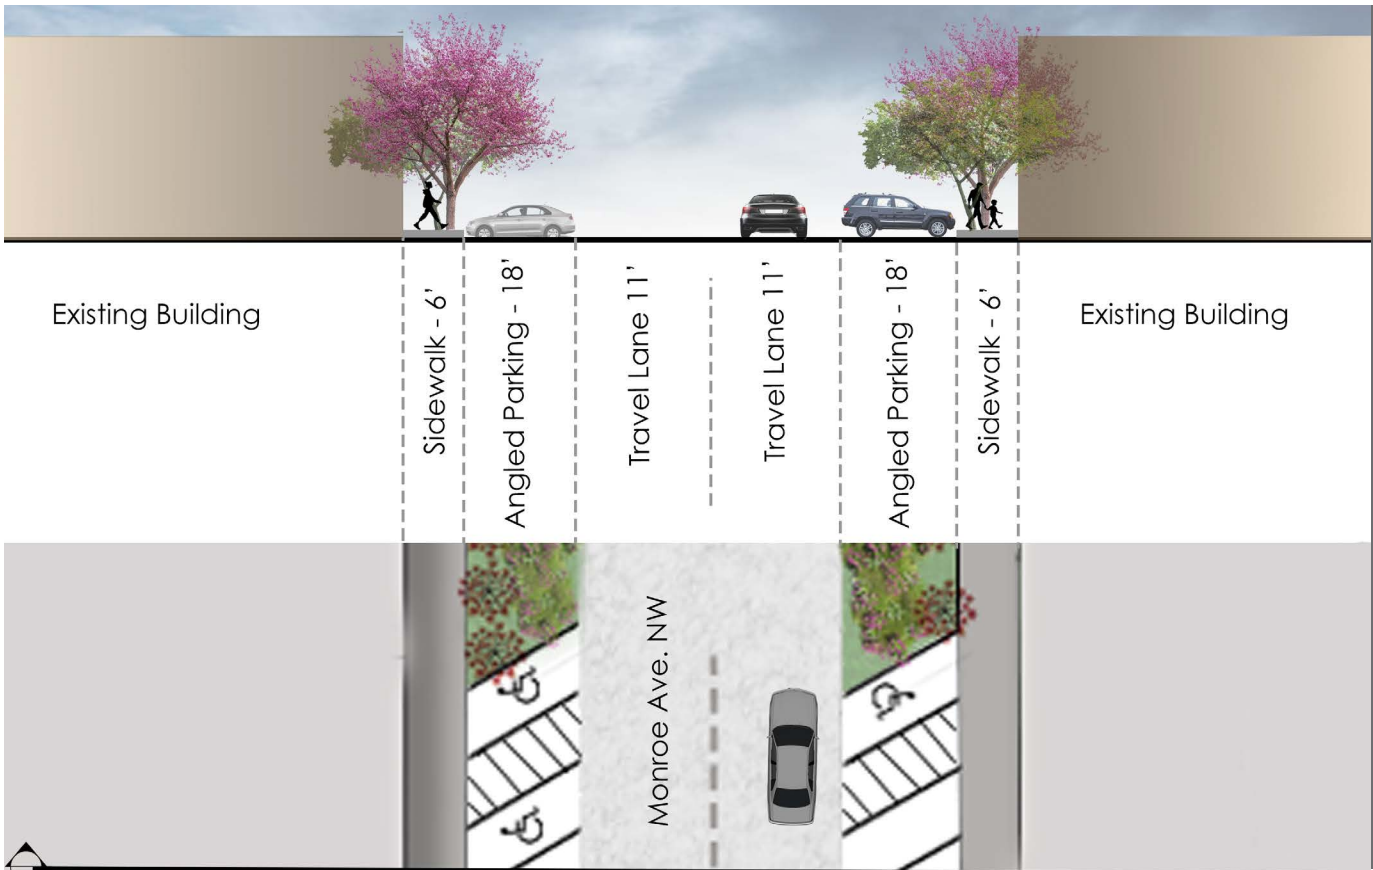 Existing Building
Sidewalk - 6’
Angled Parking - 18’
Travel Lane 11’
Travel Lane 11’
Angled Parking - 18’
Sidewalk - 6’
Existing Building
Monroe Ave. NW